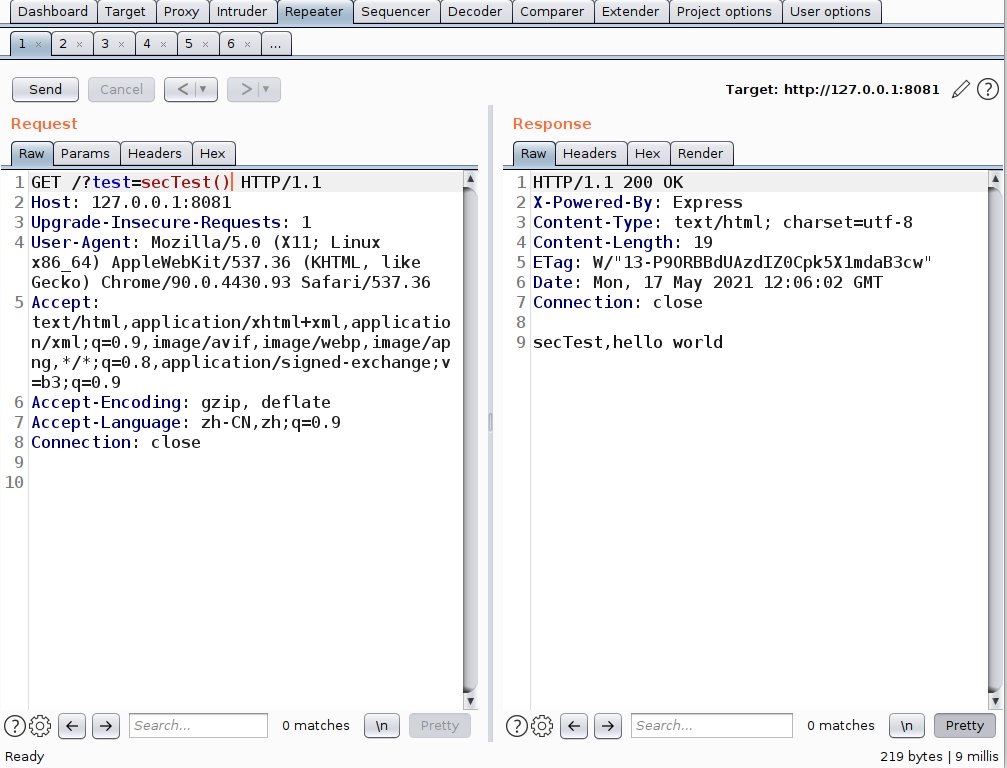 Dashboard Target Proxy Intruder Repeater Sequencer Decoder Comparer Extender Project options User options
1 × 2 × 3 × 4 × 5 × 6 × ...
Send Cancel < | ▼ > | ▼ Target: http://127.0.0.1:8081 ?
Request
Raw Params Headers Hex
1 GET /?test=secTest() HTTP/1.1
2 Host: 127.0.0.1:8081
3 Upgrade-Insecure-Requests: 1
4 User-Agent: Mozilla/5.0 (X11; Linux
x86_64) AppleWebKit/537.36 (KHTML, like
Gecko) Chrome/90.0.4430.93 Safari/537.36
5 Accept:
text/html,application/xhtml+xml,applicatio
n/xml;q=0.9,image/avif,image/webp,image/ap
ng,*/*;q=0.8,application/signed-exchange;v
=b3;q=0.9
6 Accept-Encoding: gzip, deflate
7 Accept-Language: zh-CN,zh;q=0.9
8 Connection: close
9
10
? ← → Search... 0 matches \n Pretty
Response
Raw Headers Hex Render
1 HTTP/1.1 200 OK
2 X-Powered-By: Express
3 Content-Type: text/html; charset=utf-8
4 Content-Length: 19
5 ETag: W/"13-P9ORBBdUAzdIZ0Cpk5X1mdaB3cw"
6 Date: Mon, 17 May 2021 12:06:02 GMT
7 Connection: close
8
9 secTest,hello world
? ← → Search... 0 matches \n Pretty
Ready 219 bytes | 9 millis